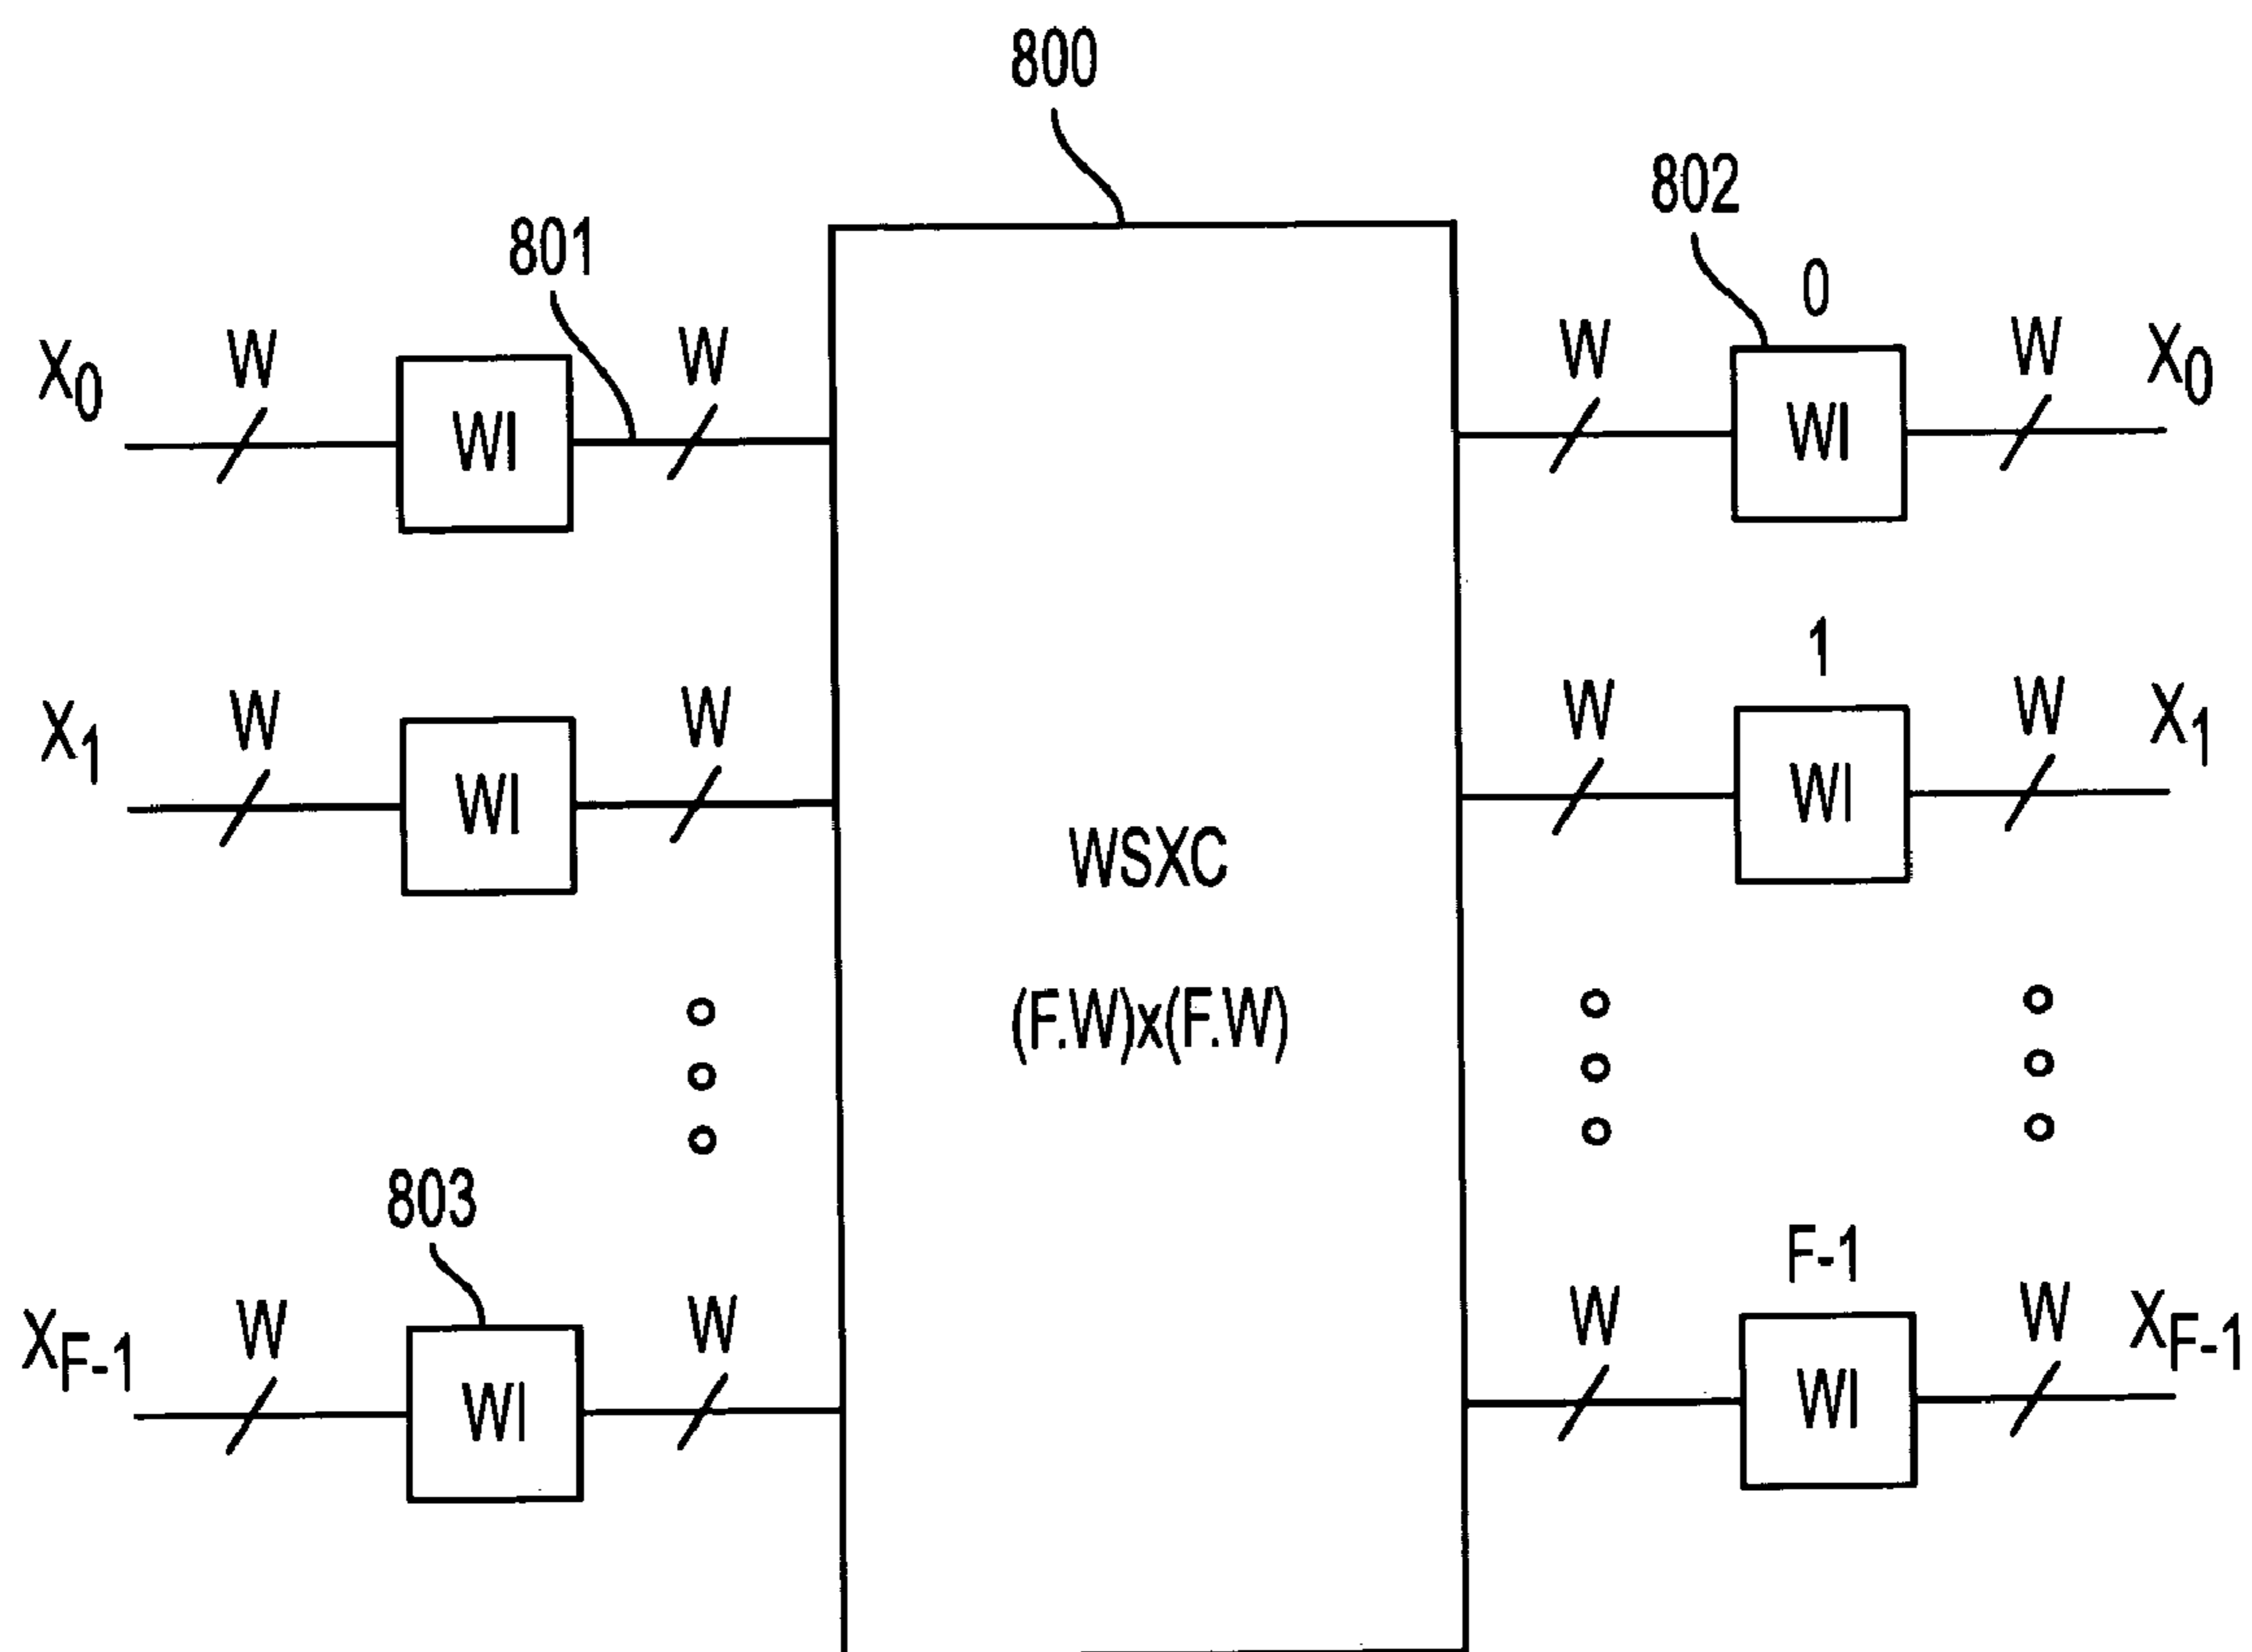 800
802
801
0
X0 W W W W X0
WI WI
1
X1 W W W W X1
WI WI
WSXC
(F.W)x(F.W)
803
F-1
XF-1 W W W W XF-1
WI WI